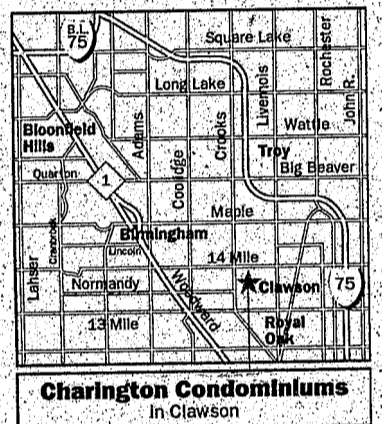 B.L.
75
Square Lake
Rochester
Long Lake
Livernois
John R.
Wattle
Bloomfield
Hills
Adams
Crooks
Troy
Quarton
Coolidge
Big Beaver
1
Maple
Cranbrook
Birmingham
Lincoln
14 Mile
Lahser
Normandy
Woodward
Clawson
75
13 Mile
Royal
Oak
Charington Condominiums
In Clawson